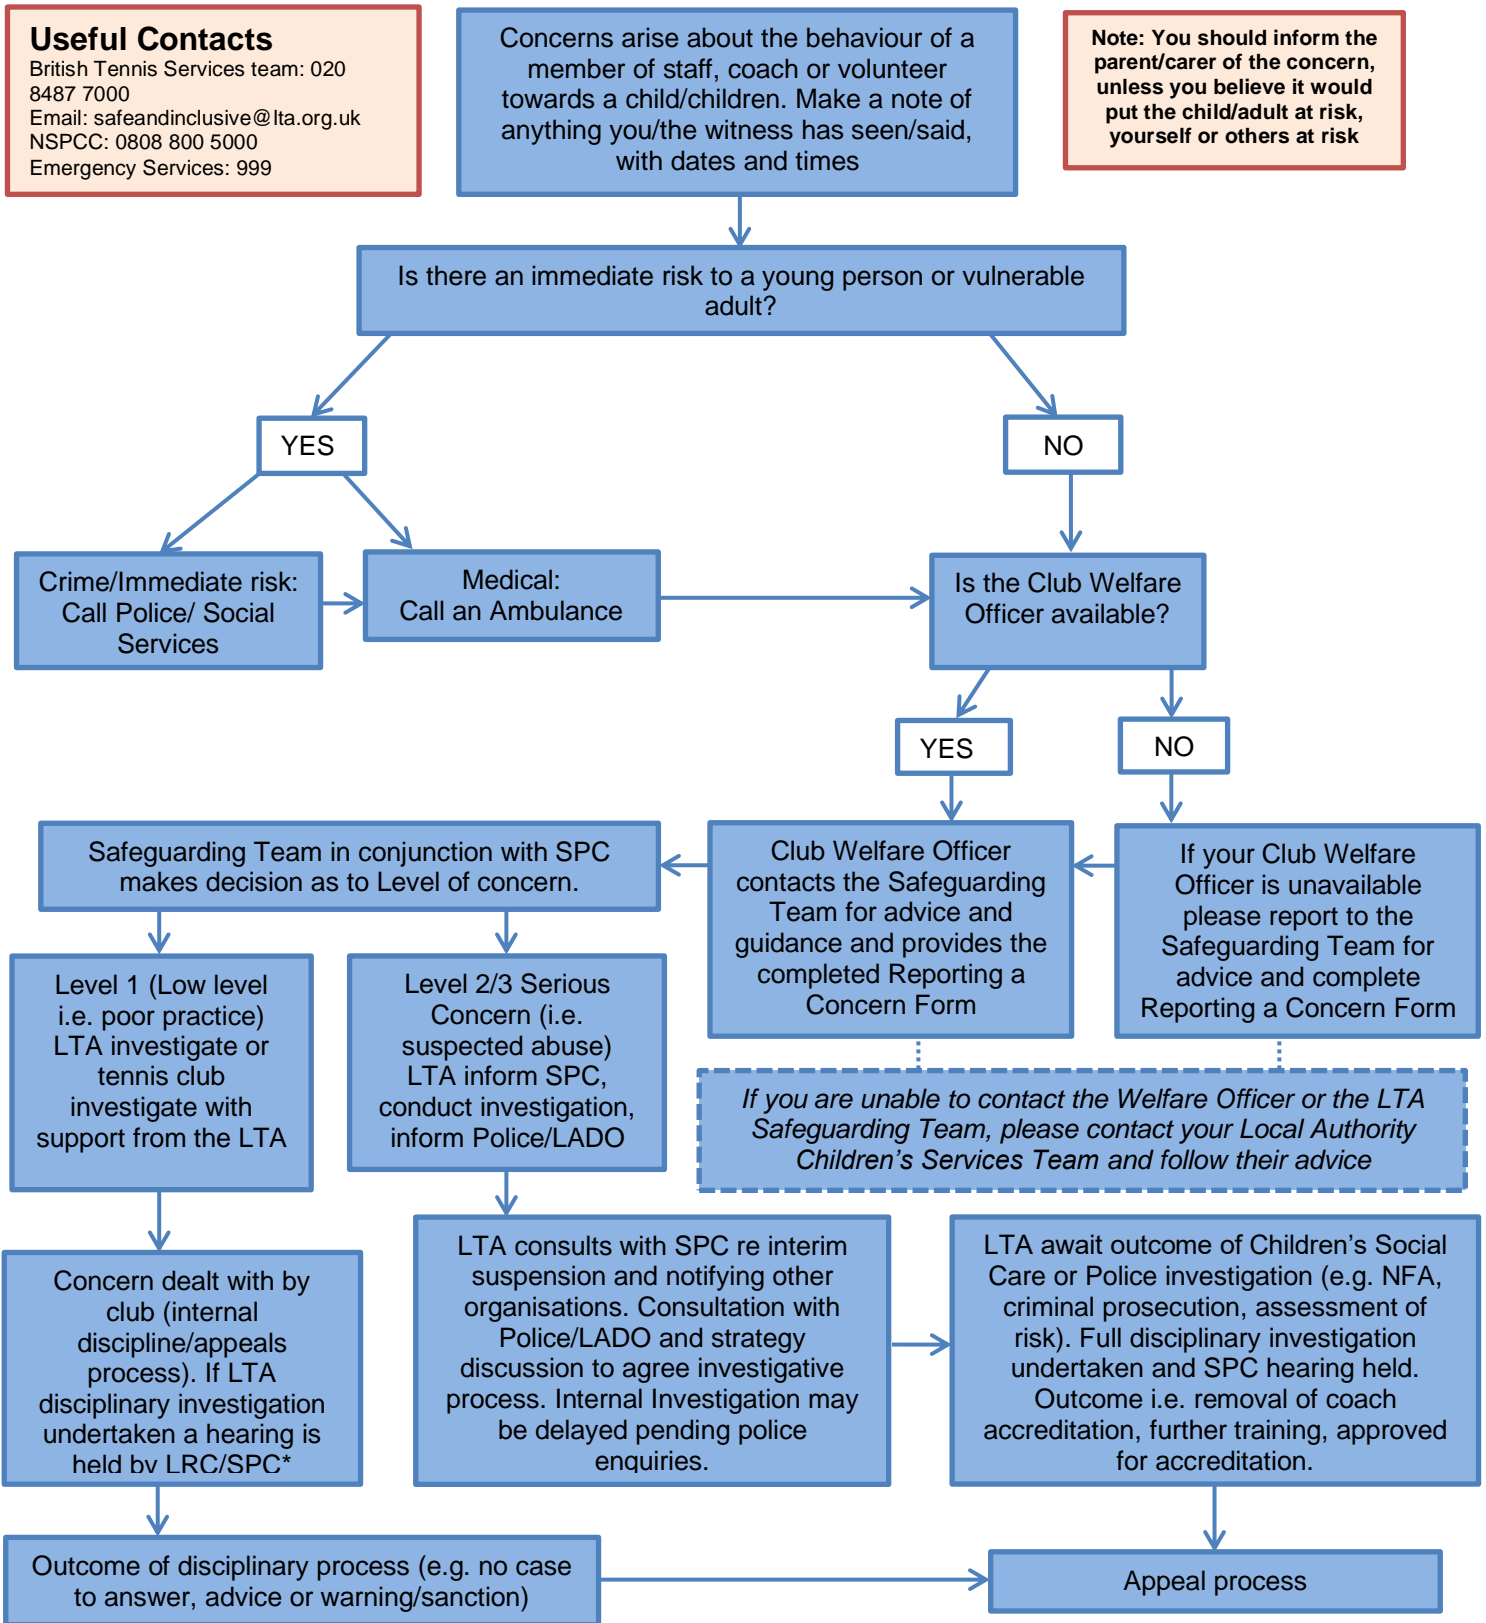 Useful Contacts
British Tennis Services team: 020
8487 7000
Email: safeandinclusive@lta.org.uk
NSPCC: 0808 800 5000
Emergency Services: 999
Concerns arise about the behaviour of a
member of staff, coach or volunteer
towards a child/children. Make a note of
anything you/the witness has seen/said,
with dates and times
Note: You should inform the
parent/carer of the concern,
unless you believe it would
put the child/adult at risk,
yourself or others at risk
Is there an immediate risk to a young person or vulnerable
adult?
YES
NO
Crime/Immediate risk:
Call Police/ Social
Services
Medical:
Call an Ambulance
Is the Club Welfare
Officer available?
YES
NO
Safeguarding Team in conjunction with SPC
makes decision as to Level of concern.
Club Welfare Officer
contacts the Safeguarding
Team for advice and
guidance and provides the
completed Reporting a
Concern Form
If your Club Welfare
Officer is unavailable
please report to the
Safeguarding Team for
advice and complete
Reporting a Concern Form
Level 1 (Low level
i.e. poor practice)
LTA investigate or
tennis club
investigate with
support from the LTA
Level 2/3 Serious
Concern (i.e.
suspected abuse)
LTA inform SPC,
conduct investigation,
inform Police/LADO
If you are unable to contact the Welfare Officer or the LTA
Safeguarding Team, please contact your Local Authority
Children's Services Team and follow their advice
Concern dealt with by
club (internal
discipline/appeals
process). If LTA
disciplinary investigation
undertaken a hearing is
held by LRC/SPC*
LTA consults with SPC re interim
suspension and notifying other
organisations. Consultation with
Police/LADO and strategy
discussion to agree investigative
process. Internal Investigation may
be delayed pending police
enquiries.
LTA await outcome of Children's Social
Care or Police investigation (e.g. NFA,
criminal prosecution, assessment of
risk). Full disciplinary investigation
undertaken and SPC hearing held.
Outcome i.e. removal of coach
accreditation, further training, approved
for accreditation.
Outcome of disciplinary process (e.g. no case
to answer, advice or warning/sanction)
Appeal process